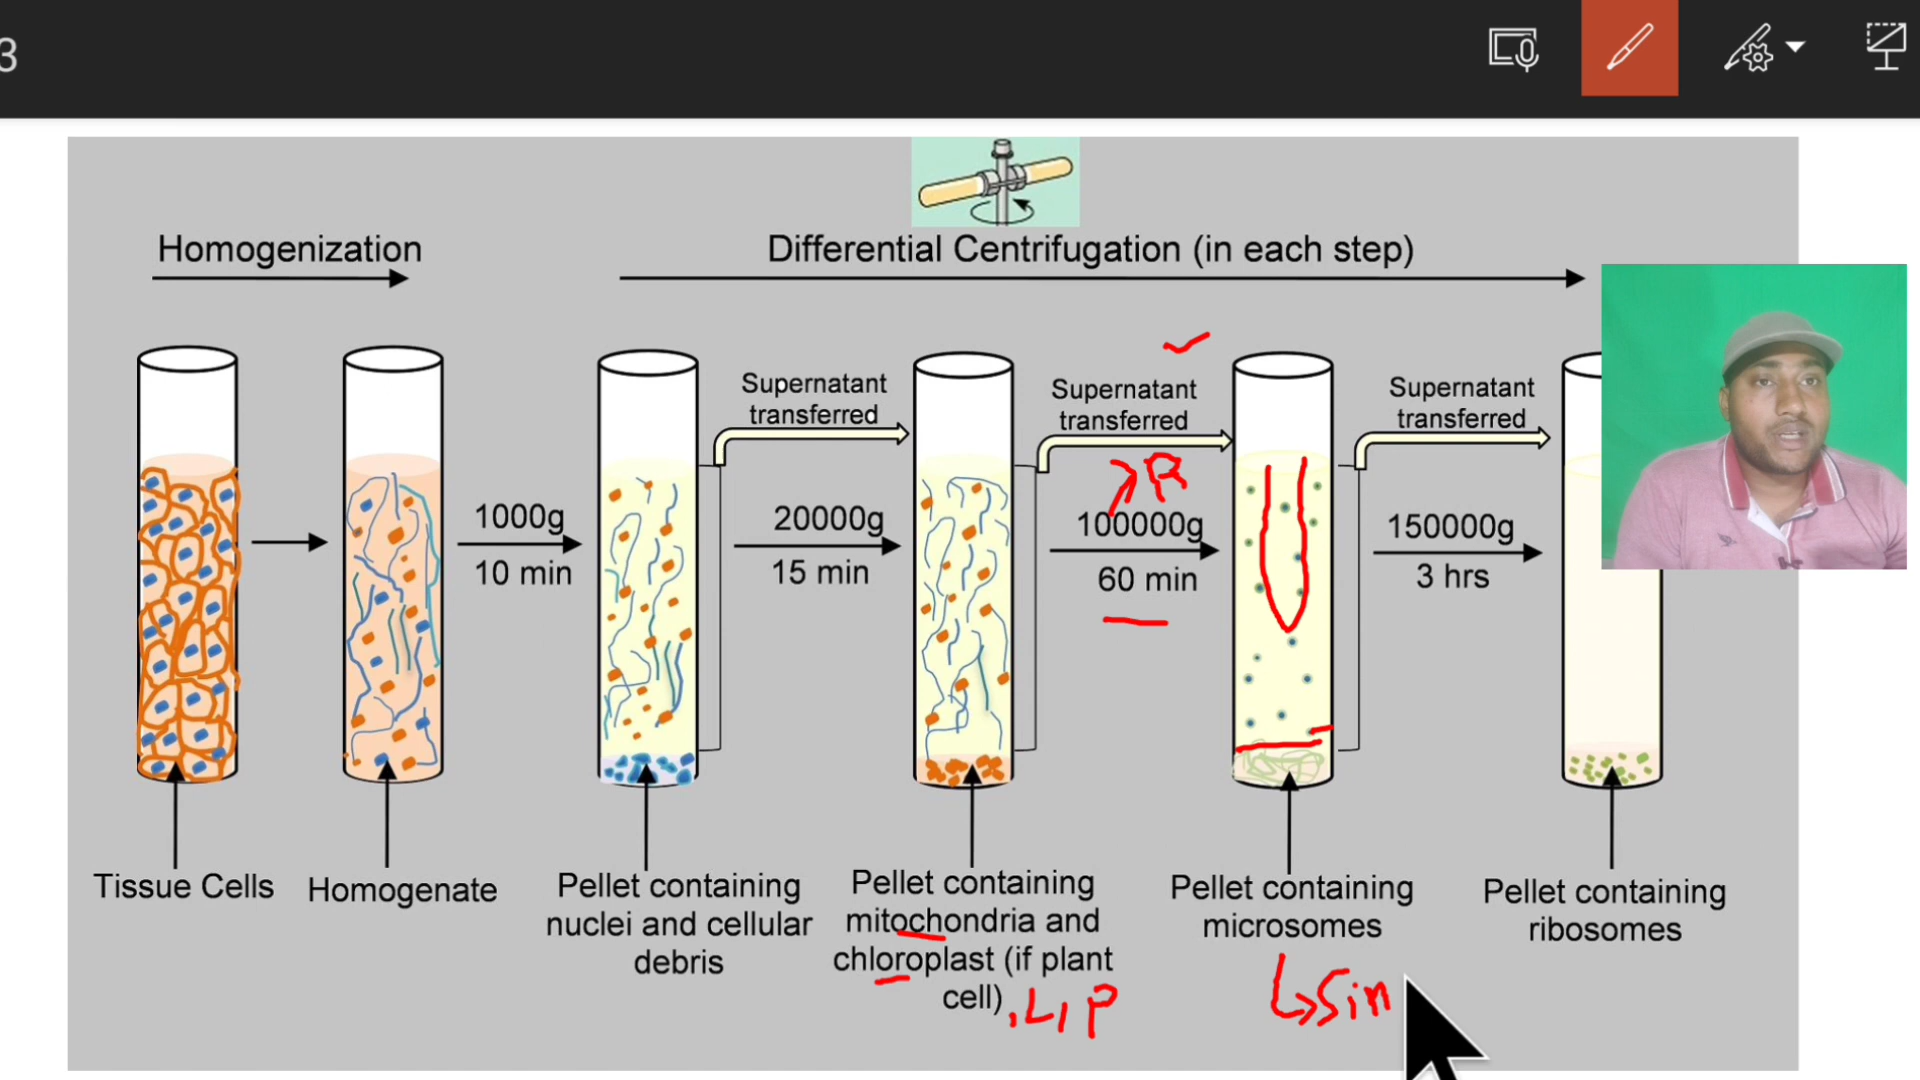 3
Homogenization
Differential Centrifugation (in each step)
Supernatant
transferred
Supernatant
transferred
Supernatant
transferred
R
1000g
10 min
20000g
15 min
100000g
60 min
150000g
3 hrs
Tissue Cells
Homogenate
Pellet containing
nuclei and cellular
debris
Pellet containing
mitochondria and
chloroplast (if plant
cell)
, L, P
Pellet containing
microsomes
Sim
Pellet containing
ribosomes